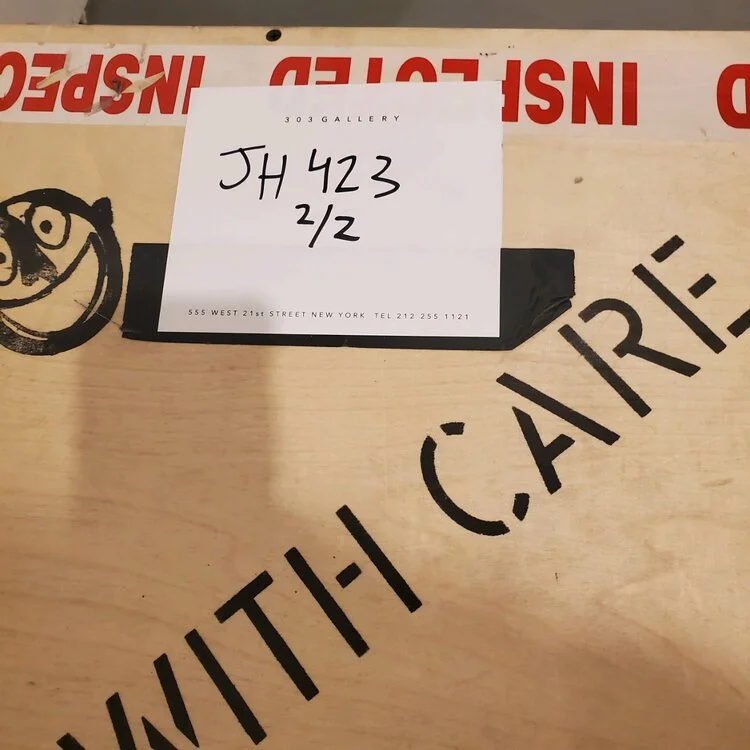 INSPECTED INSPECTED
303 GALLERY
JH 423
2/2
555 WEST 21st STREET NEW YORK TEL 212 255 1121
WITH CARE